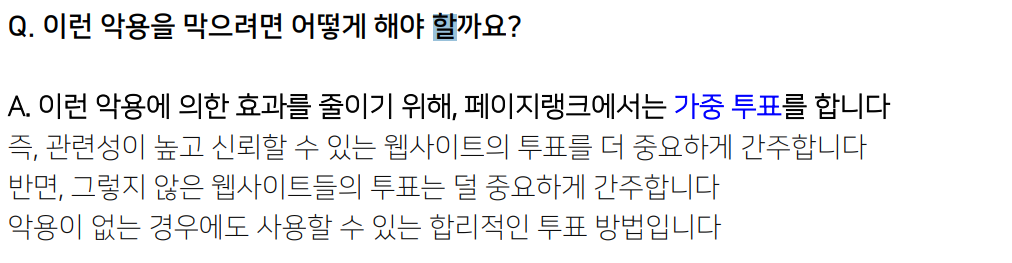 Q. 이런 악용을 막으려면 어떻게 해야 할까요?
A. 이런 악용에 의한 효과를 줄이기 위해, 페이지랭크에서는 가중 투표를 합니다
즉, 관련성이 높고 신뢰할 수 있는 웹사이트의 투표를 더 중요하게 간주합니다
반면, 그렇지 않은 웹사이트들의 투표는 덜 중요하게 간주합니다
악용이 없는 경우에도 사용할 수 있는 합리적인 투표 방법입니다